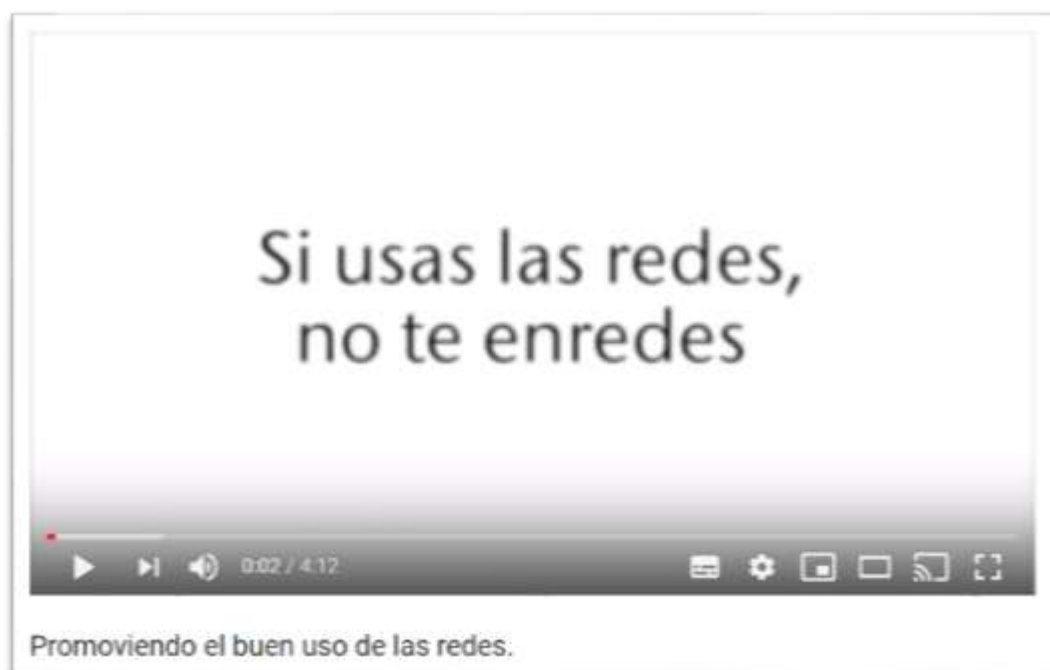 Si usas las redes,
no te enredes
0:02 / 4:12
Promoviendo el buen uso de las redes.